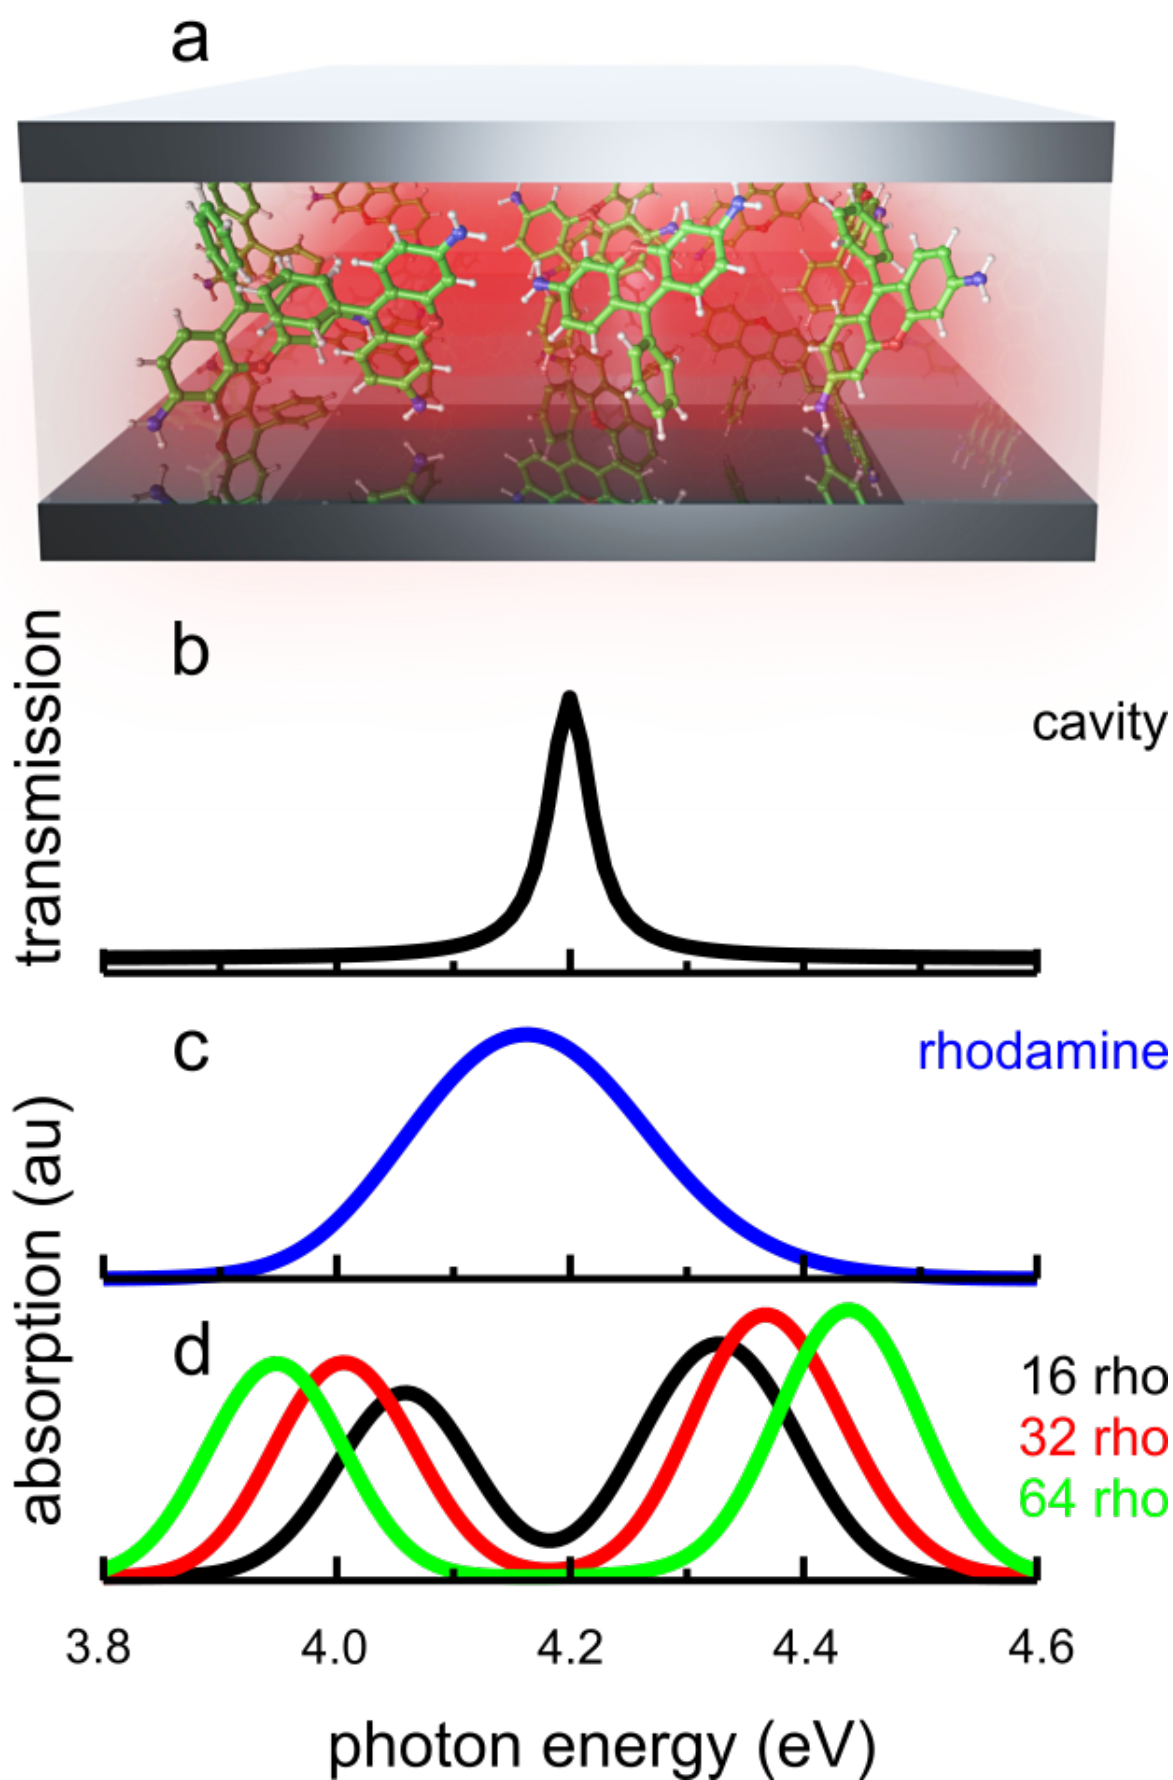 a
b
transmission
cavity
c
rhodamine
absorption (au)
d
16 rho
32 rho
64 rho
3.8 4.0 4.2 4.4 4.6
photon energy (eV)